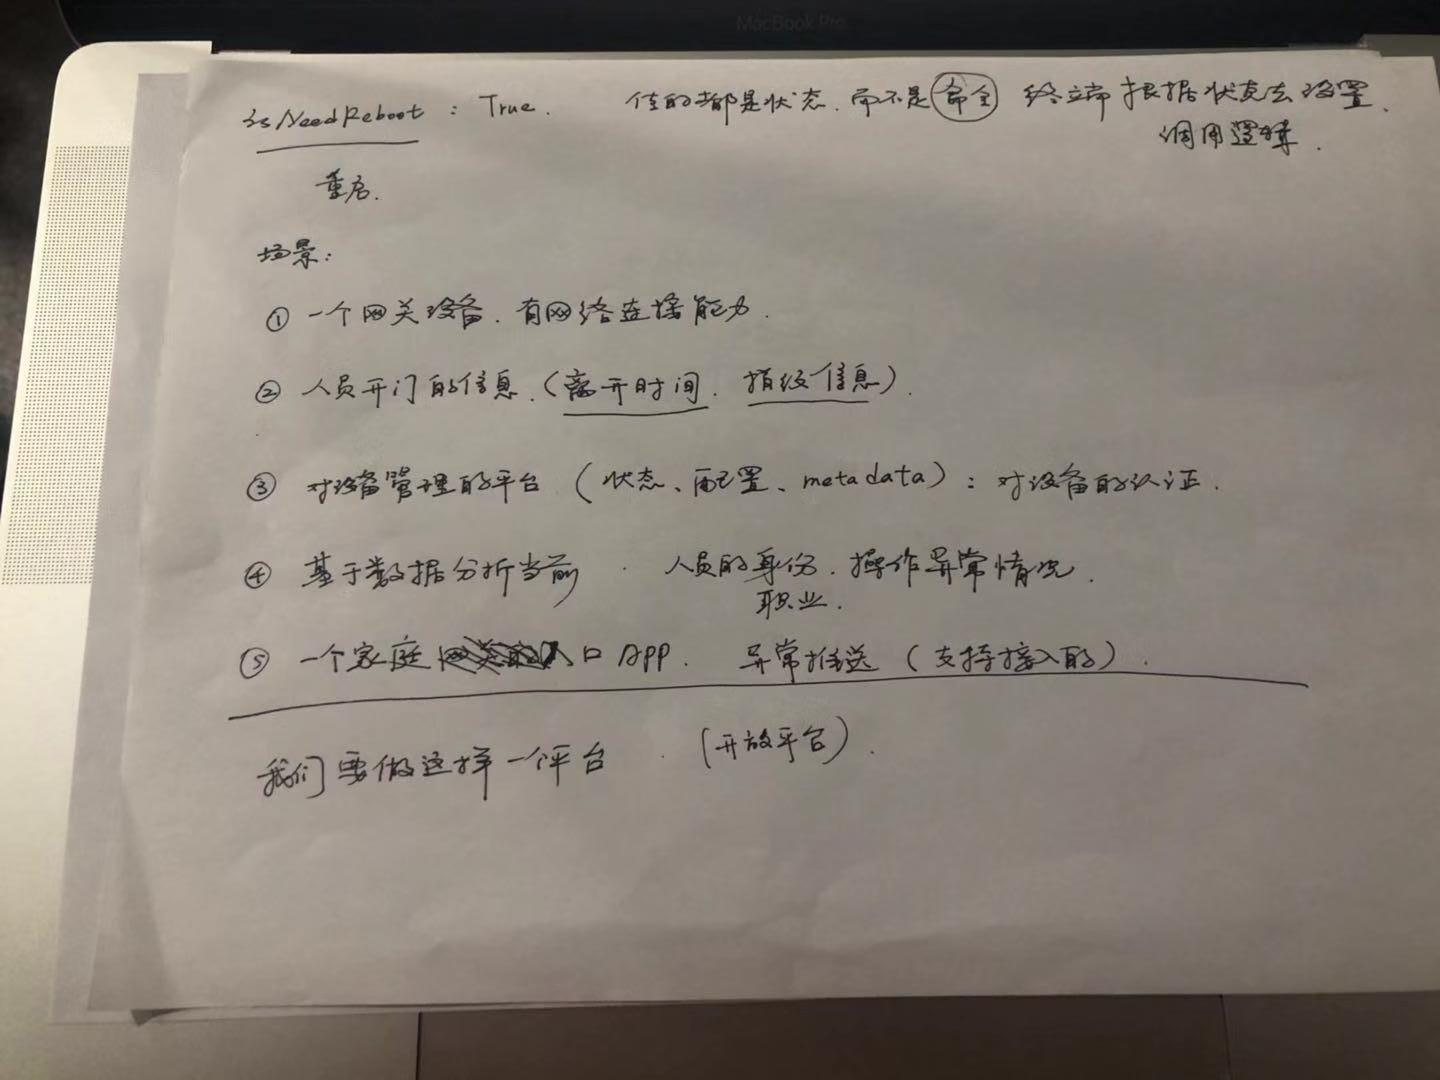 MacBook Pro
isNeedReboot : True. 传的都是状态.而不是命令 终端根据状态去设置.
调用逻辑.
重启.
场景:
① 一个网关设备.有网络连接能力.
② 人员开门的信息.(离开时间.指纹信息).
③ 对设备管理的平台 (状态、配置、metadata):对设备的认证.
④ 基于数据分析当前 . 人员的身份.操作异常情况.
职业.
⑤ 一个家庭 入口 APP. 异常推送(支持接入的).
我们要做这样一个平台 . (开放平台).